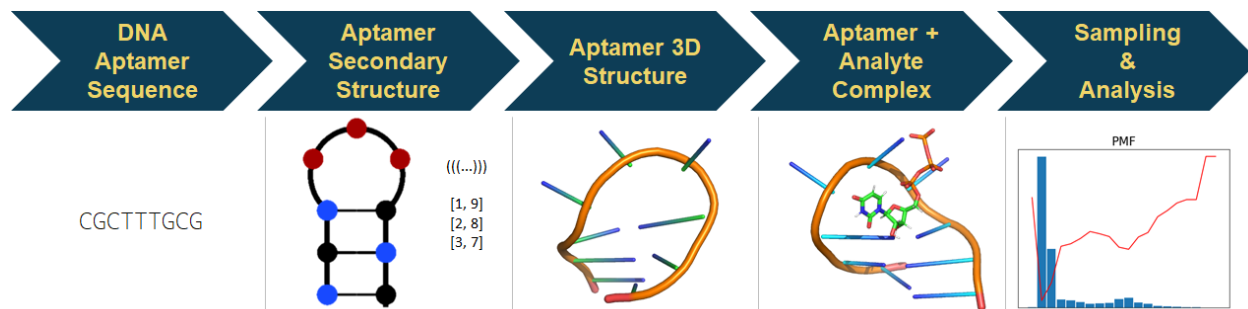 DNA
Aptamer
Sequence
Aptamer
Secondary
Structure
Aptamer 3D
Structure
Aptamer +
Analyte
Complex
Sampling
&
Analysis
CGCTTTGCG
(((...)))
[1, 9]
[2, 8]
[3, 7]
PMF